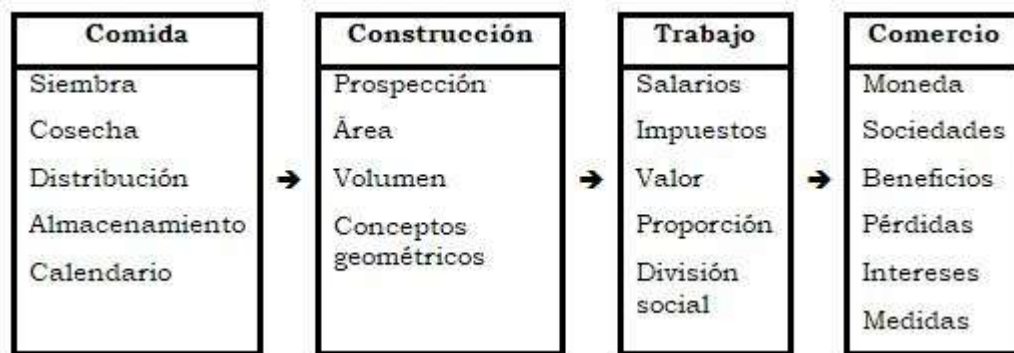 Comida
Siembra
Cosecha
Distribución
Almacenamiento
Calendario
Construcción
Prospección
Área
Volumen
Conceptos
geométricos
Trabajo
Salarios
Impuestos
Valor
Proporción
División
social
Comercio
Moneda
Sociedades
Beneficios
Pérdidas
Intereses
Medidas